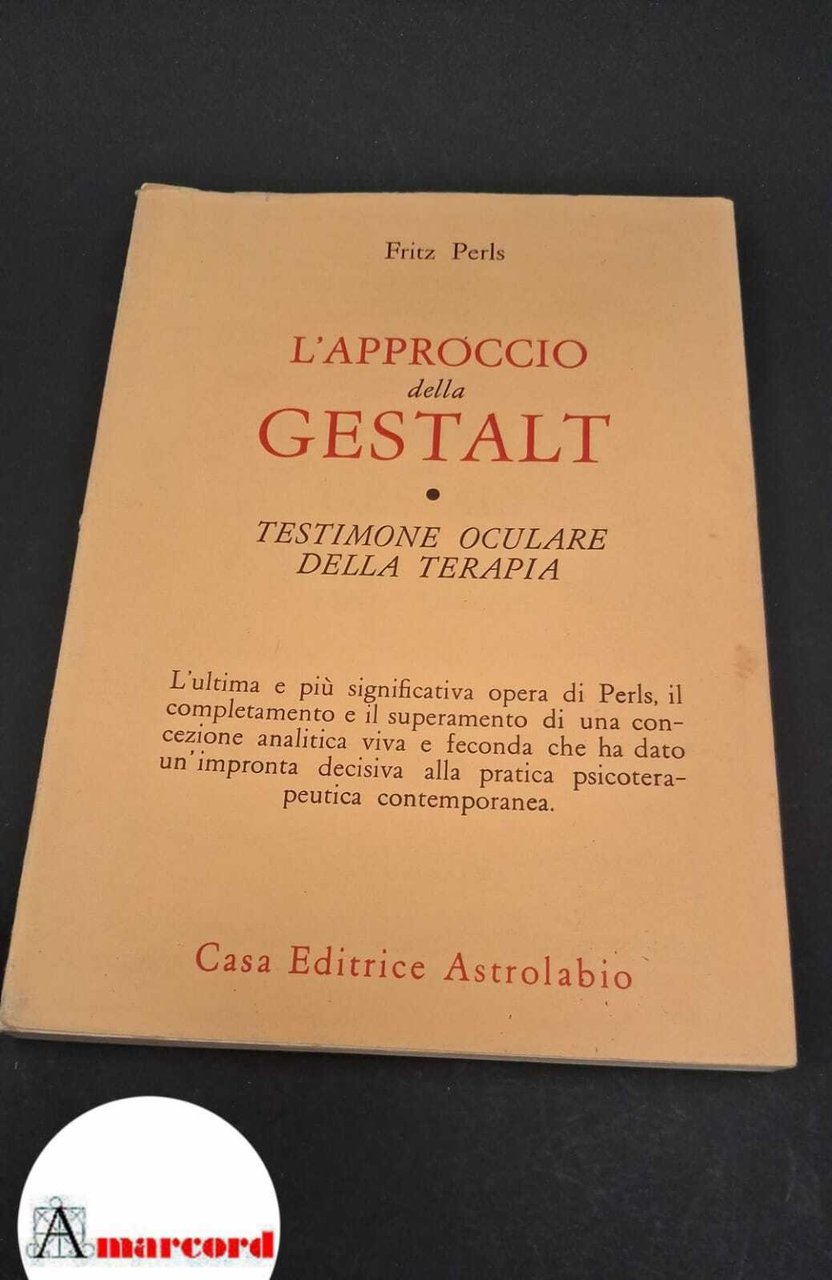 Fritz Perls
L'APPROCCIO
della
GESTALT
•
TESTIMONE OCULARE
DELLA TERAPIA
L'ultima e più significativa opera di Perls, il
completamento e il superamento di una con-
cezione analitica viva e feconda che ha dato
un'impronta decisiva alla pratica psicotera-
peutica contemporanea.
Casa Editrice Astrolabio
Amarcord